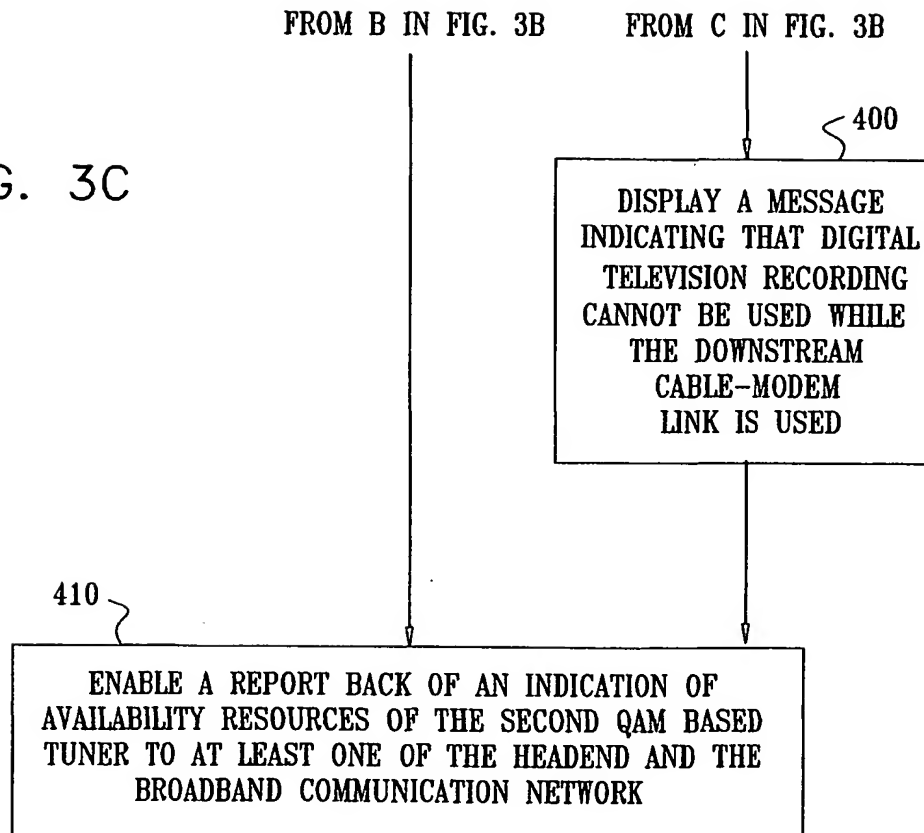 FROM B IN FIG. 3B
FROM C IN FIG. 3B
G. 3C
400
DISPLAY A MESSAGE
INDICATING THAT DIGITAL
TELEVISION RECORDING
CANNOT BE USED WHILE
THE DOWNSTREAM
CABLE-MODEM
LINK IS USED
410
ENABLE A REPORT BACK OF AN INDICATION OF
AVAILABILITY RESOURCES OF THE SECOND QAM BASED
TUNER TO AT LEAST ONE OF THE HEADEND AND THE
BROADBAND COMMUNICATION NETWORK